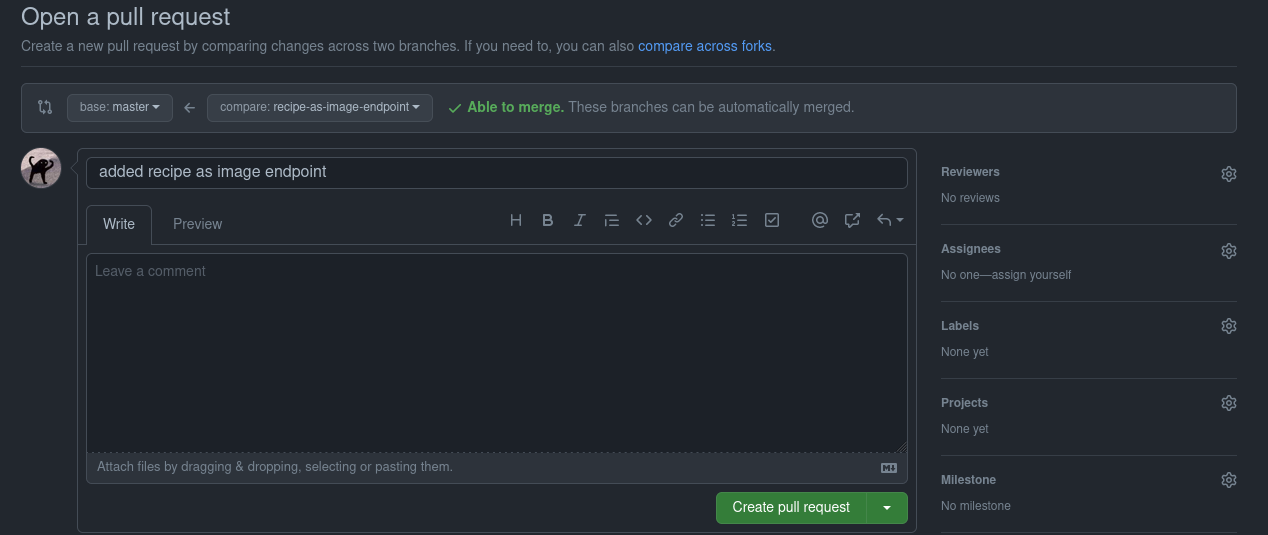 Open a pull request
Create a new pull request by comparing changes across two branches. If you need to, you can also compare across forks.
base: master
compare: recipe-as-image-endpoint
Able to merge. These branches can be automatically merged.
added recipe as image endpoint
Write
Preview
Leave a comment
Attach files by dragging & dropping, selecting or pasting them.
Create pull request
Reviewers
No reviews
Assignees
No one—assign yourself
Labels
None yet
Projects
None yet
Milestone
No milestone